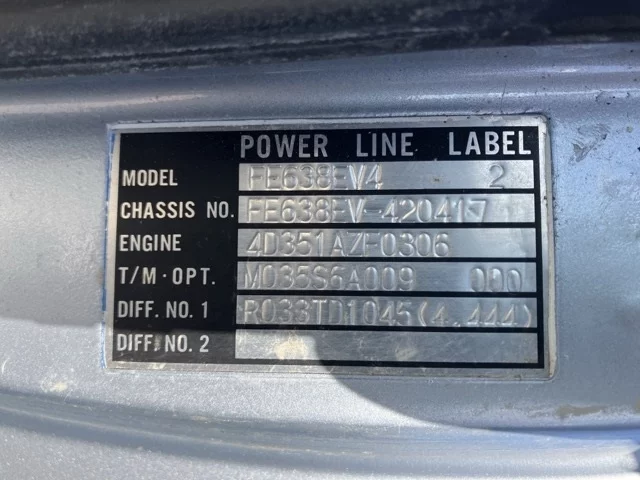 POWER LINE LABEL
MODEL FE638EV4 2
CHASSIS NO. FE638EV-420417
ENGINE 4D351AZF0306
T/M·OPT. M035S6A009 000
DIFF. NO. 1 R033TD1045(4.444)
DIFF. NO. 2